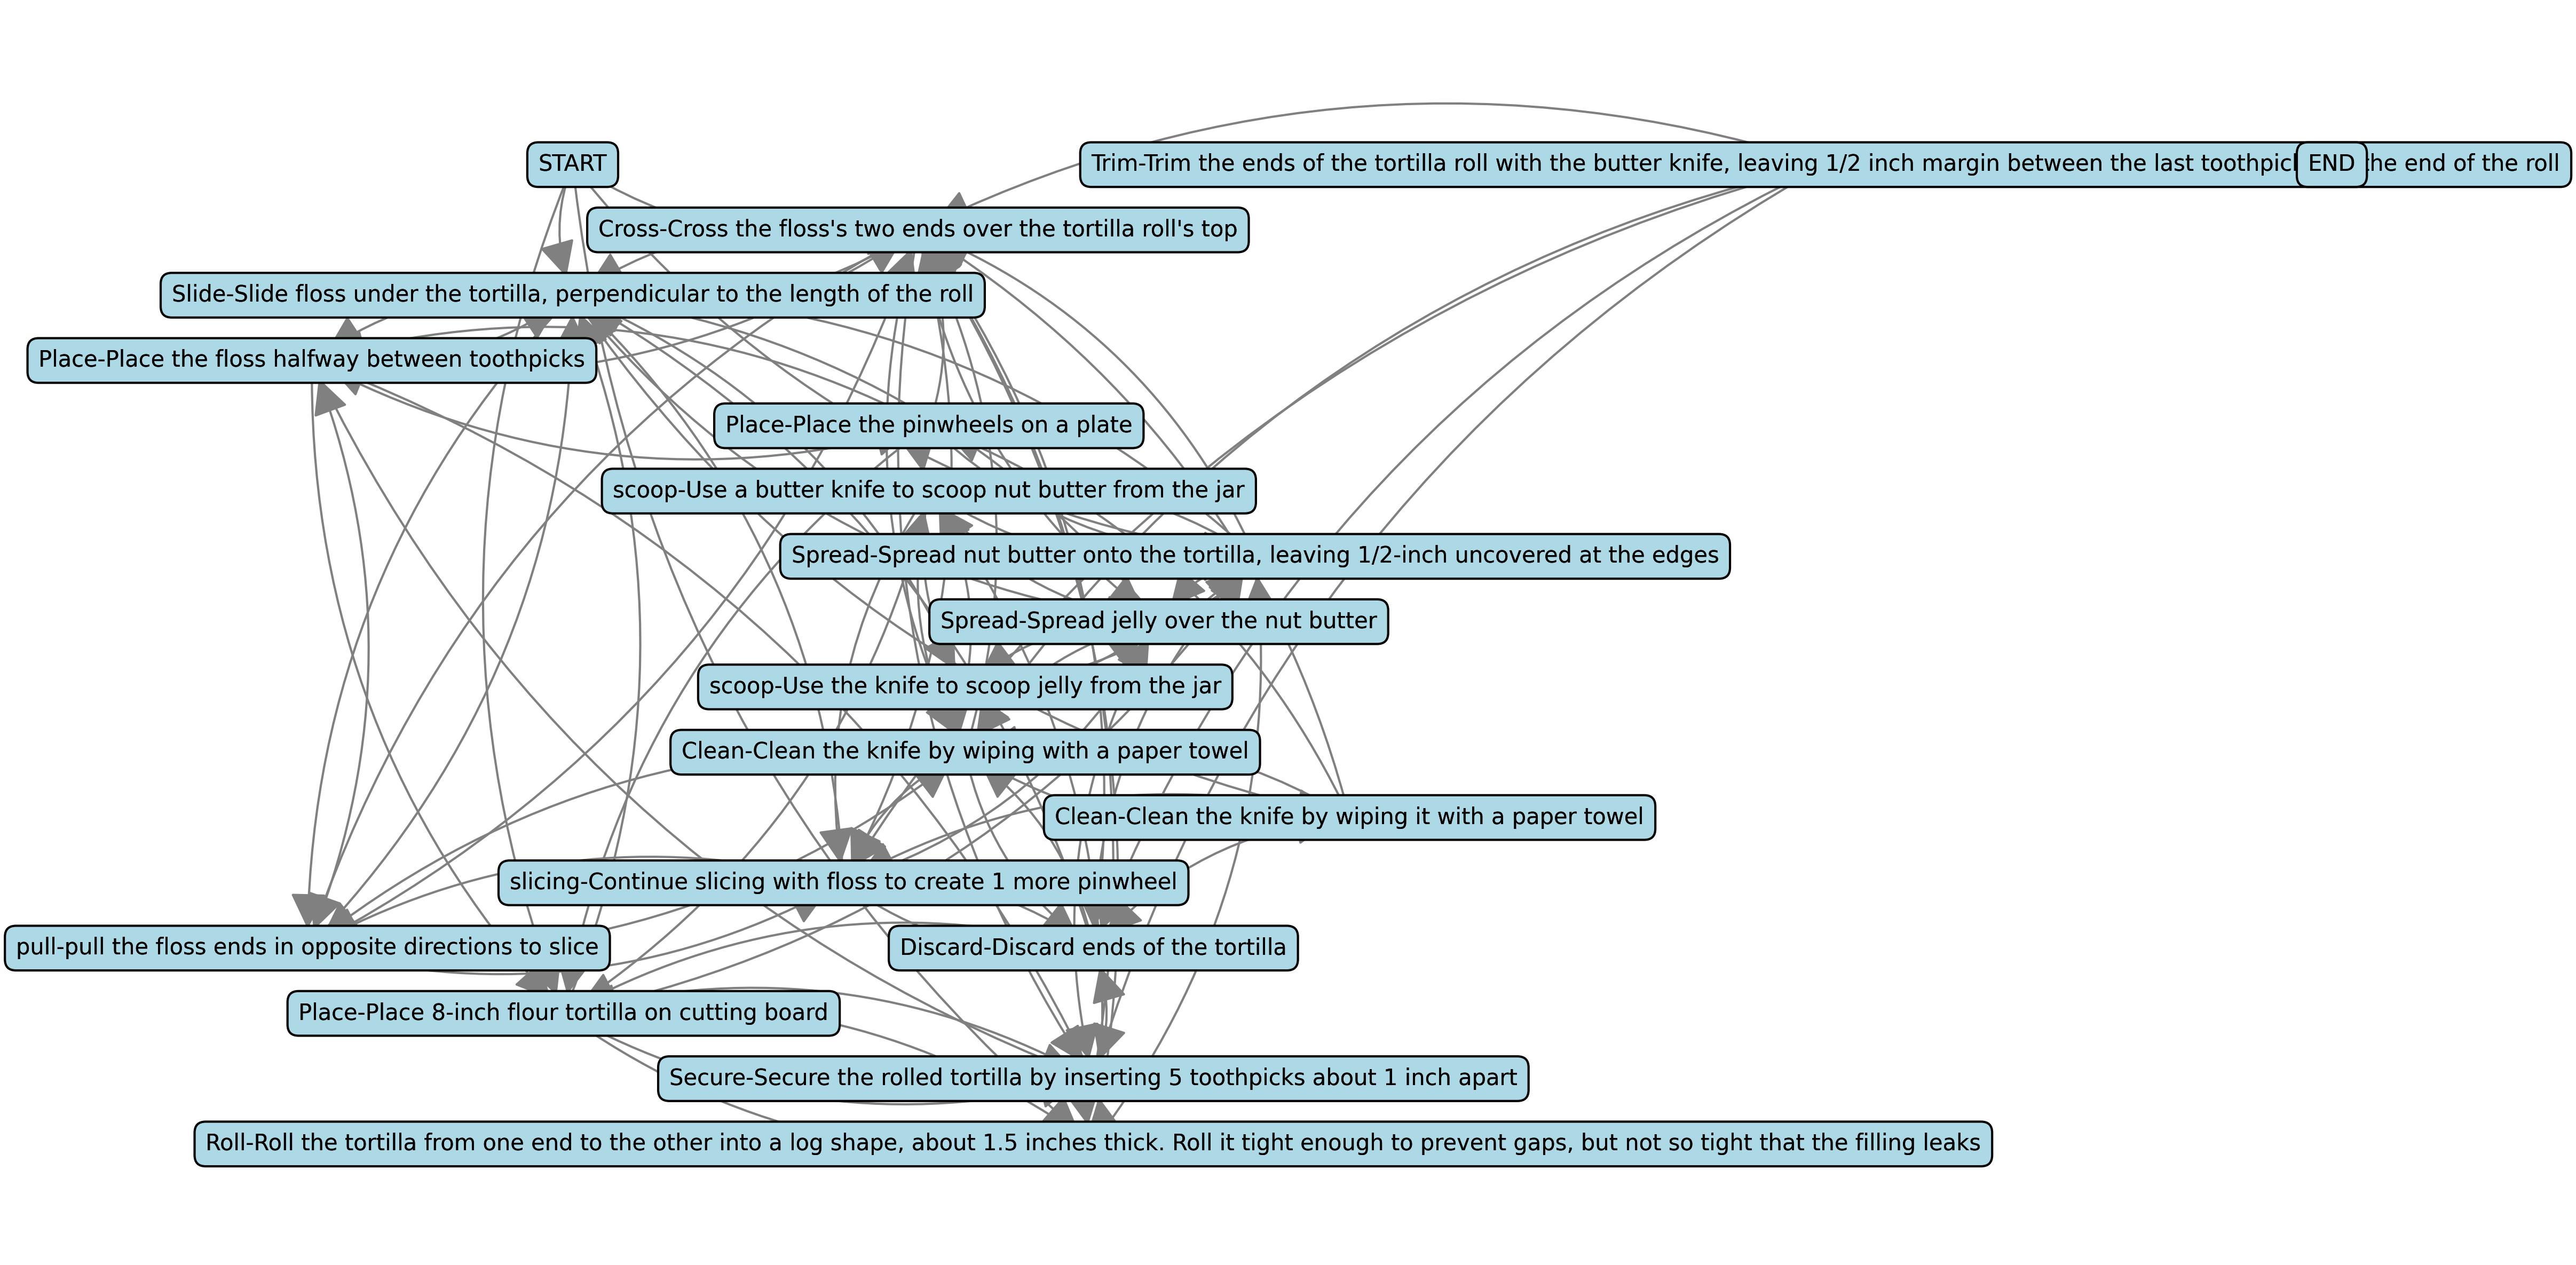 START
Trim-Trim the ends of the tortilla roll with the butter knife, leaving 1/2 inch margin between the last toothpick
END
the end of the roll
Cross-Cross the floss's two ends over the tortilla roll's top
Slide-Slide floss under the tortilla, perpendicular to the length of the roll
Place-Place the floss halfway between toothpicks
Place-Place the pinwheels on a plate
scoop-Use a butter knife to scoop nut butter from the jar
Spread-Spread nut butter onto the tortilla, leaving 1/2-inch uncovered at the edges
Spread-Spread jelly over the nut butter
scoop-Use the knife to scoop jelly from the jar
Clean-Clean the knife by wiping with a paper towel
Clean-Clean the knife by wiping it with a paper towel
slicing-Continue slicing with floss to create 1 more pinwheel
pull-pull the floss ends in opposite directions to slice
Discard-Discard ends of the tortilla
Place-Place 8-inch flour tortilla on cutting board
Secure-Secure the rolled tortilla by inserting 5 toothpicks about 1 inch apart
Roll-Roll the tortilla from one end to the other into a log shape, about 1.5 inches thick. Roll it tight enough to prevent gaps, but not so tight that the filling leaks